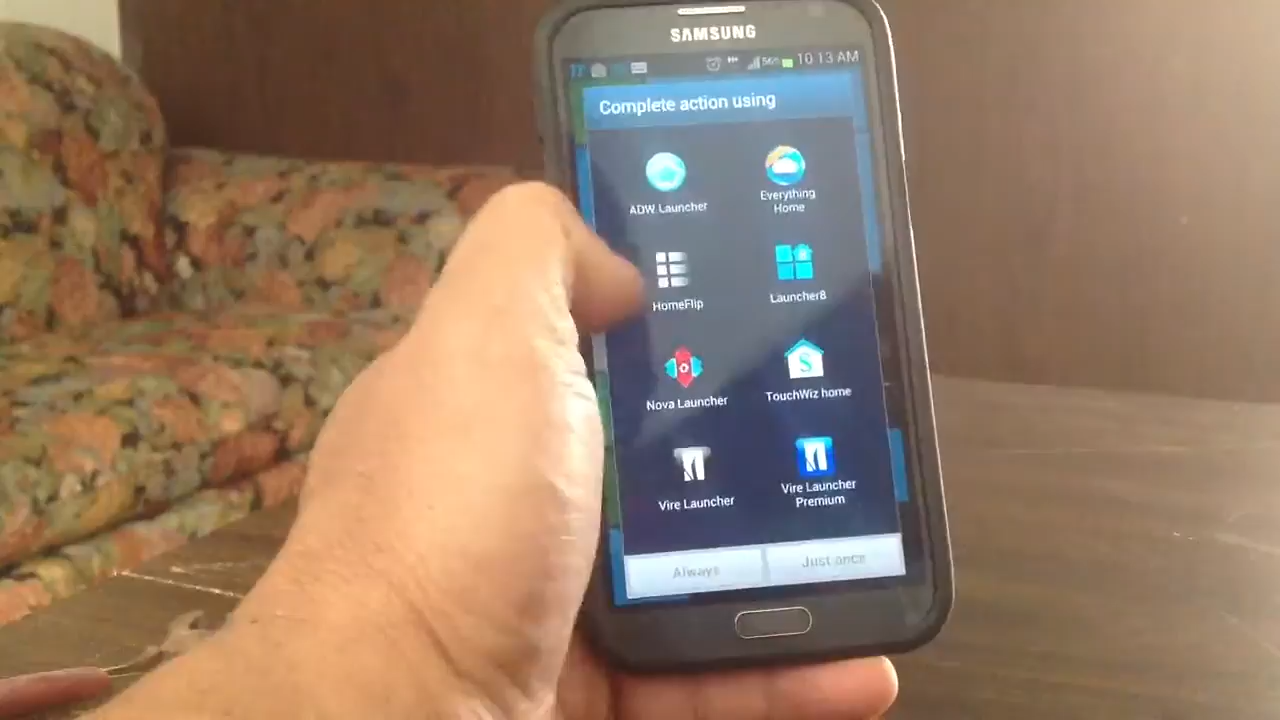 SAMSUNG
56%
10:13 AM
Complete action using
ADW Launcher
Everything
Home
HomeFlip
Launcher8
Nova Launcher
TouchWiz home
Vire Launcher
Vire Launcher
Premium
Always
Just once